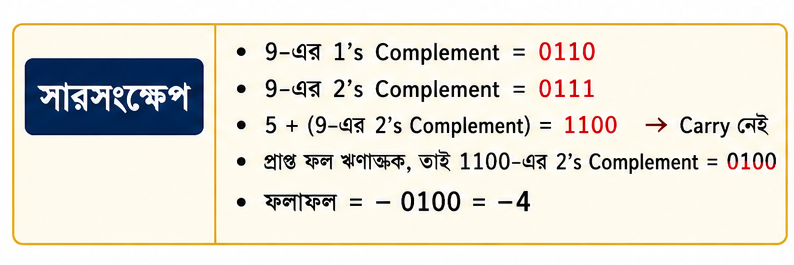 সারসংক্ষেপ
• 9-এর 1's Complement = 0110
• 9-এর 2's Complement = 0111
• 5 + (9-এর 2's Complement) = 1100 → Carry নেই
• প্রাপ্ত ফল ঋণাত্মক, তাই 1100-এর 2's Complement = 0100
• ফলাফল = − 0100 = −4